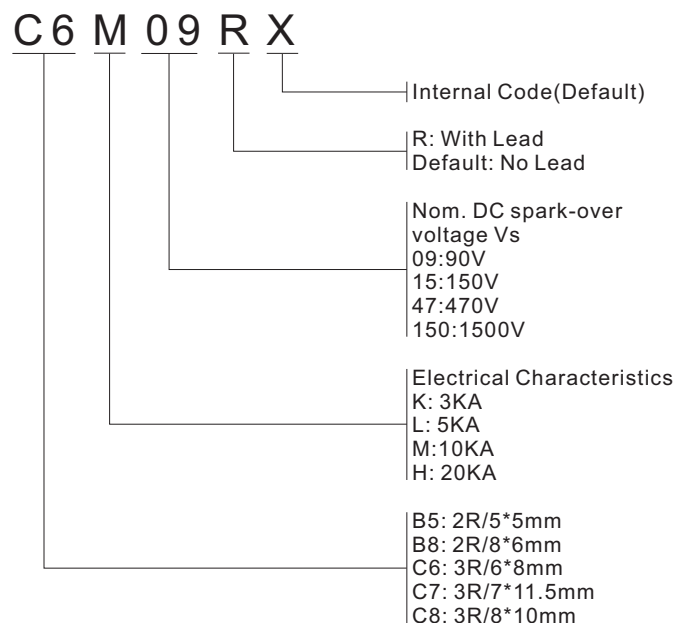 C6 M 09 R X
Internal Code(Default)
R: With Lead
Default: No Lead
Nom. DC spark-over
voltage Vs
09:90V
15:150V
47:470V
150:1500V
Electrical Characteristics
K: 3KA
L: 5KA
M:10KA
H: 20KA
B5: 2R/5*5mm
B8: 2R/8*6mm
C6: 3R/6*8mm
C7: 3R/7*11.5mm
C8: 3R/8*10mm